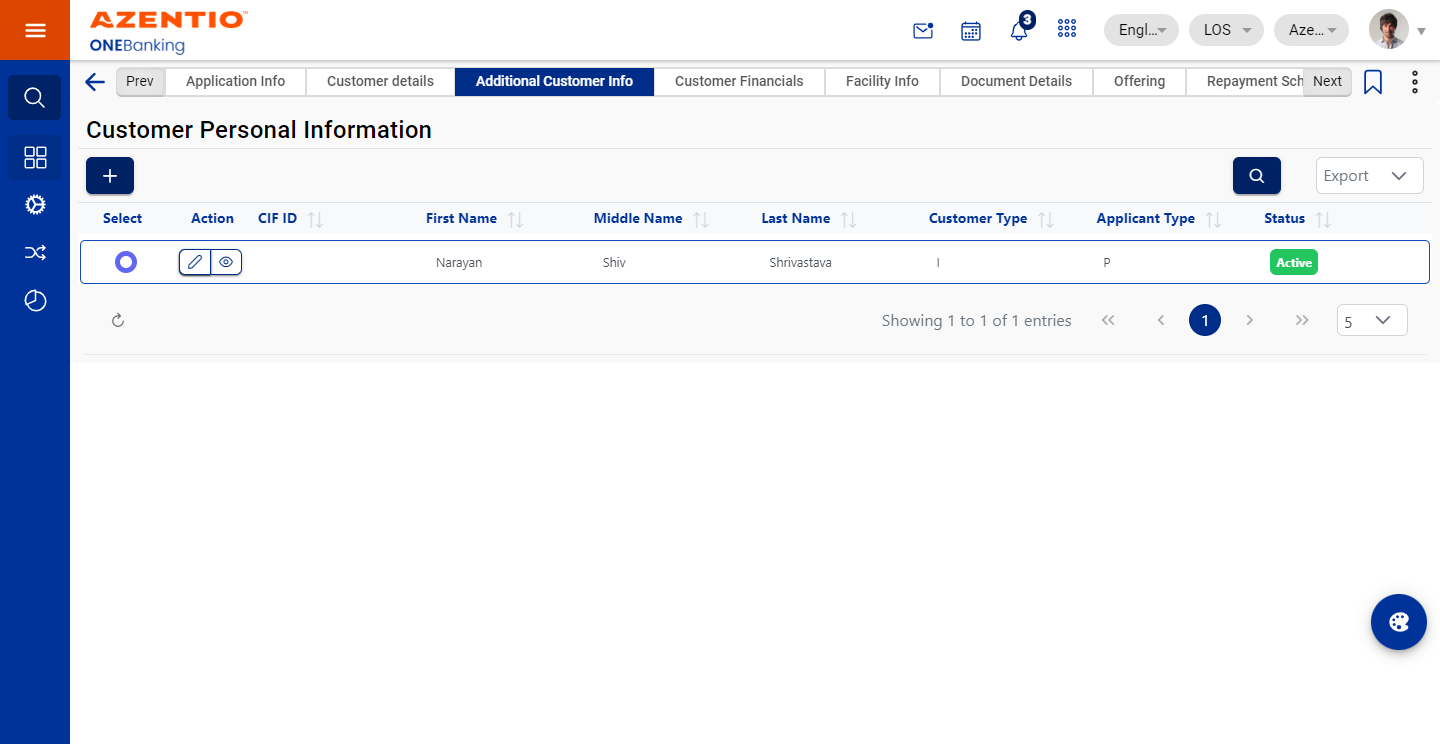 AZENTIO™
ONEBanking
3
Engl...
LOS
Aze...
Prev
Application Info
Customer details
Additional Customer Info
Customer Financials
Facility Info
Document Details
Offering
Repayment Sch
Next
Customer Personal Information
Export
Select Action CIF ID First Name Middle Name Last Name Customer Type Applicant Type Status
Narayan Shiv Shrivastava I P Active
Showing 1 to 1 of 1 entries
1
5